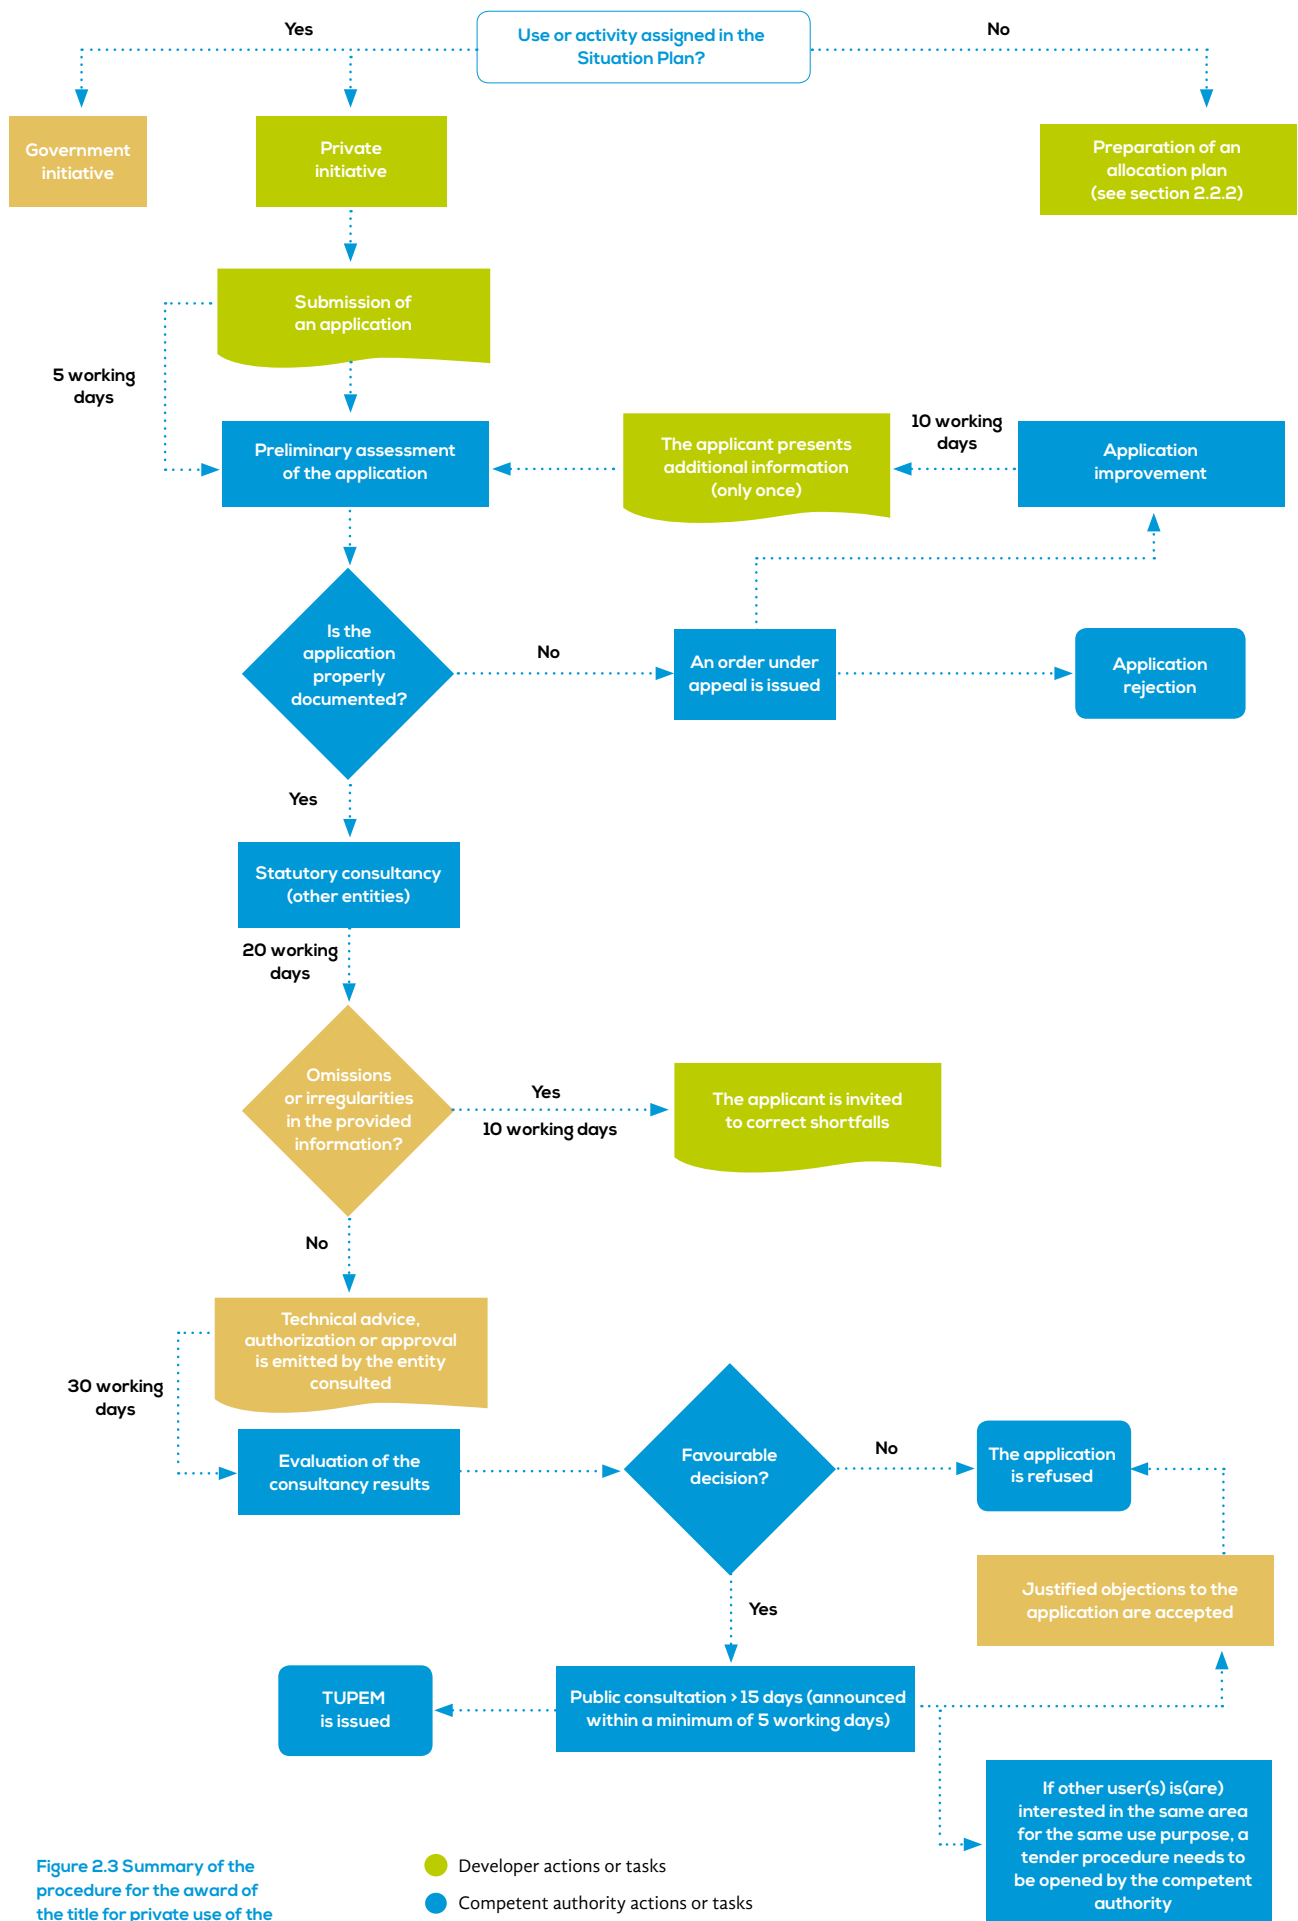 Yes
Use or activity assigned in the
Situation Plan?
No
Government
initiative
Private
initiative
Preparation of an
allocation plan
(see section 2.2.2)
Submission of
an application
5 working
days
Preliminary assessment
of the application
The applicant presents
additional information
(only once)
10 working
days
Application
improvement
Is the
application
properly
documented?
No
An order under
appeal is issued
Application
rejection
Yes
Statutory consultancy
(other entities)
20 working
days
Omissions
or irregularities
in the provided
information?
Yes
10 working days
The applicant is invited
to correct shortfalls
No
Technical advice,
authorization or approval
is emitted by the entity
consulted
30 working
days
Evaluation of the
consultancy results
Favourable
decision?
No
The application
is refused
Justified objections to the
application are accepted
Yes
TUPEM
is issued
Public consultation > 15 days (announced
within a minimum of 5 working days)
If other user(s) is(are)
interested in the same area
for the same use purpose, a
tender procedure needs to
be opened by the competent
authority
Figure 2.3 Summary of the
procedure for the award of
the title for private use of the
Developer actions or tasks
Competent authority actions or tasks